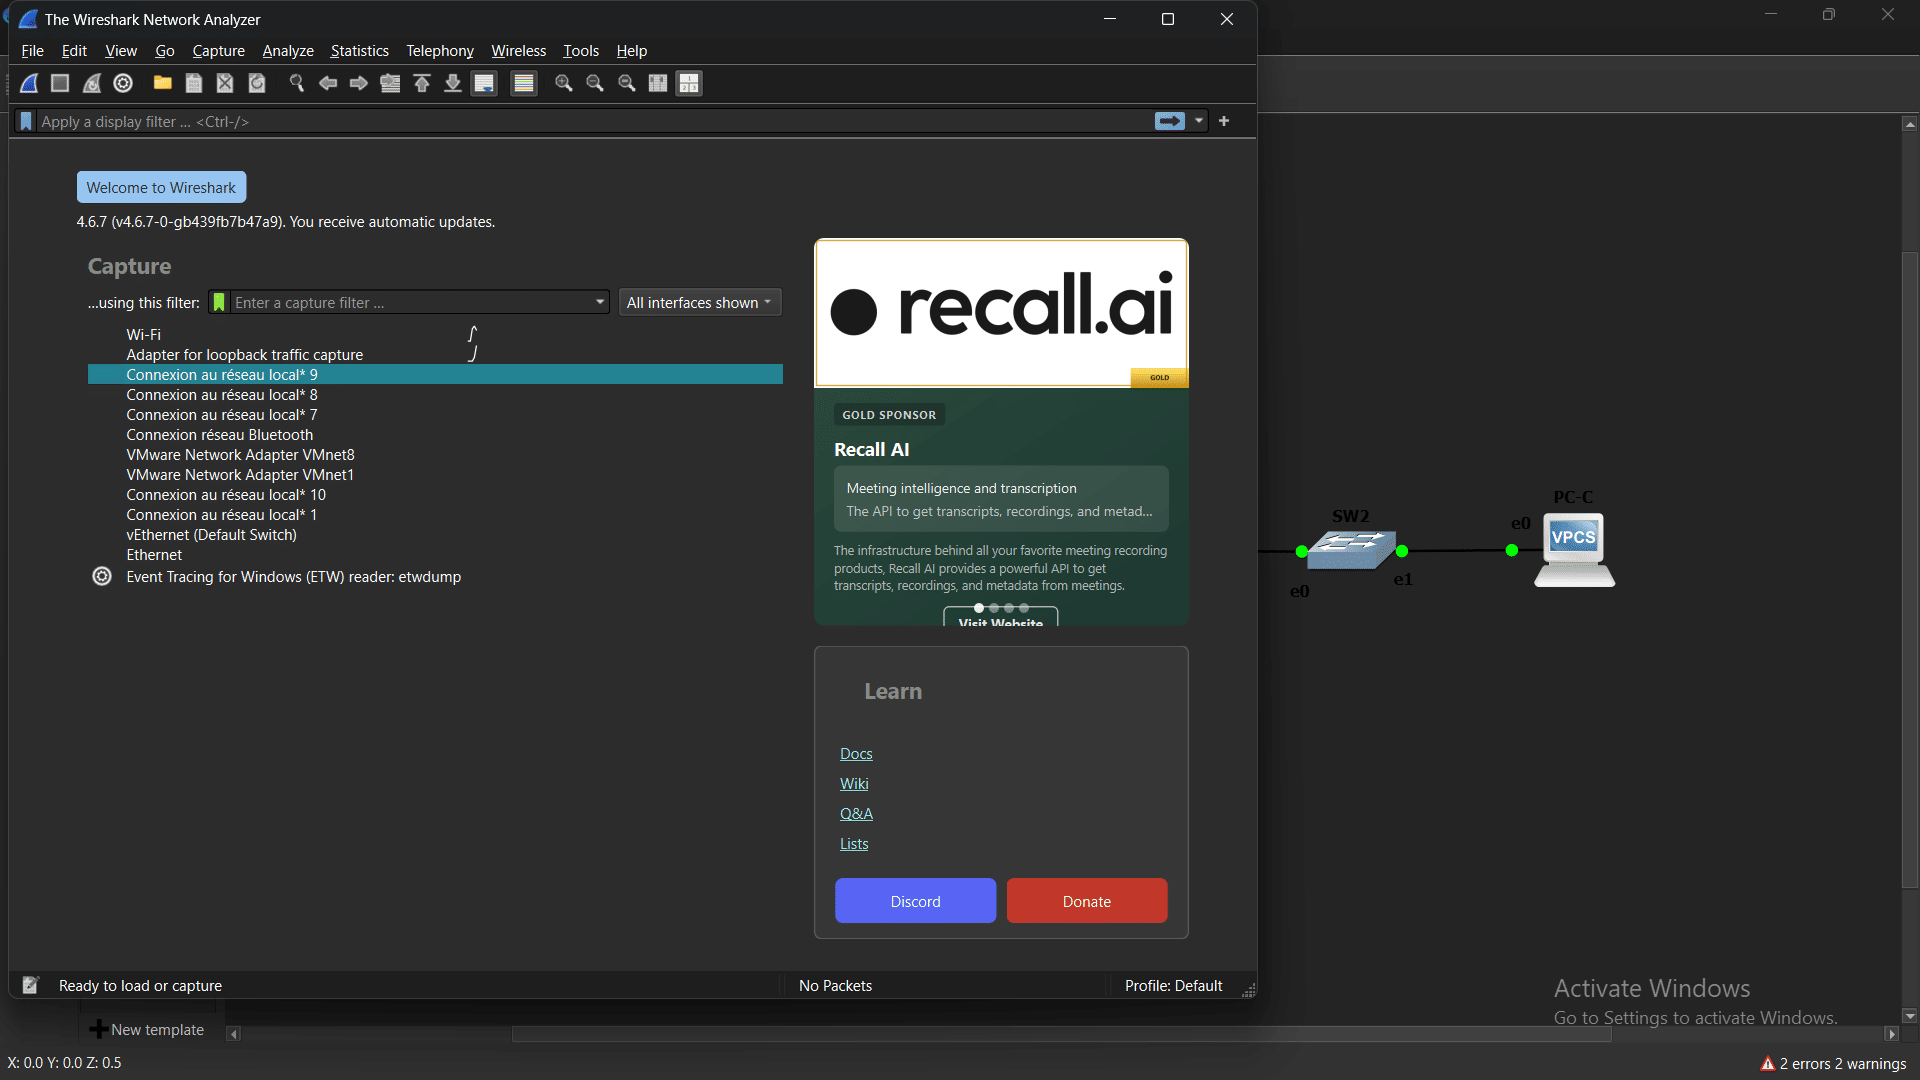 The Wireshark Network Analyzer
File Edit View Go Capture Analyze Statistics Telephony Wireless Tools Help
Apply a display filter ... <Ctrl-/>
Welcome to Wireshark
4.6.7 (v4.6.7-0-gb439fb7b47a9). You receive automatic updates.
Capture
...using this filter: Enter a capture filter ... All interfaces shown
Wi-Fi
Adapter for loopback traffic capture
Connexion au réseau local* 9
Connexion au réseau local* 8
Connexion au réseau local* 7
Connexion réseau Bluetooth
VMware Network Adapter VMnet8
VMware Network Adapter VMnet1
Connexion au réseau local* 10
Connexion au réseau local* 1
vEthernet (Default Switch)
Ethernet
Event Tracing for Windows (ETW) reader: etwdump
recall.ai
GOLD
GOLD SPONSOR
Recall AI
Meeting intelligence and transcription
The API to get transcripts, recordings, and metad...
The infrastructure behind all your favorite meeting recording
products, Recall AI provides a powerful API to get
transcripts, recordings, and metadata from meetings.
Visit Website
Learn
Docs
Wiki
Q&A
Lists
Discord Donate
Ready to load or capture No Packets Profile: Default
SW2
e0
e1
PC-C
e0
VPCS
Activate Windows
Go to Settings to activate Windows.
New template
X: 0.0 Y: 0.0 Z: 0.5
2 errors 2 warnings